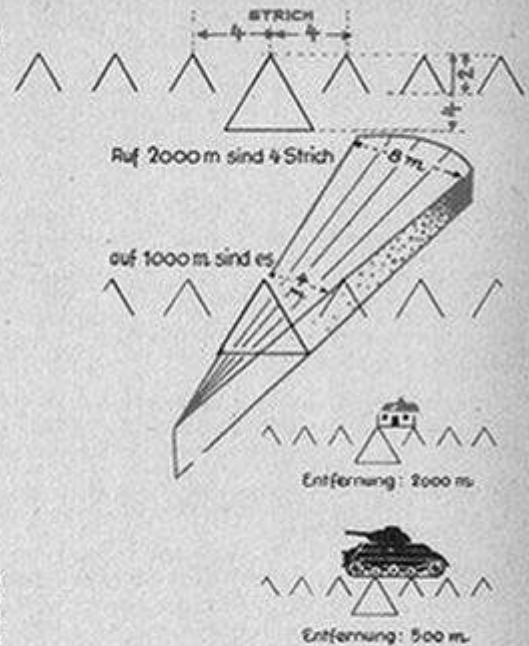 STRICH
4 4
2
4
Auf 2000 m sind 4 Strich
8 m
auf 1000 m sind es
4
Entfernung: 2000 m.
Entfernung: 500 m.